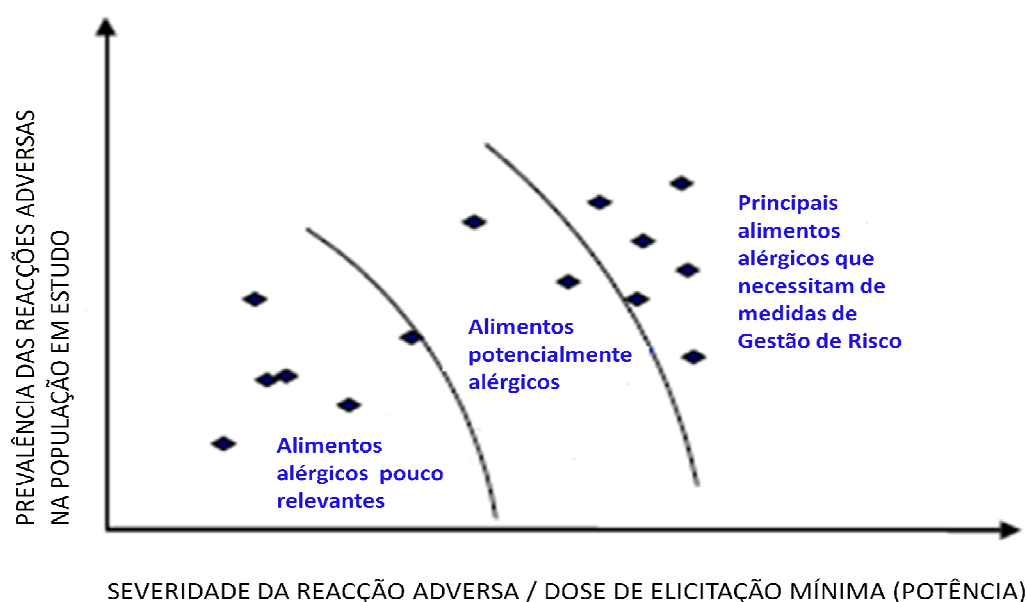 PREVALÊNCIA DAS REACÇÕES ADVERSAS
NA POPULAÇÃO EM ESTUDO
Principais
alimentos
alérgicos que
necessitam de
medidas de
Gestão de Risco
Alimentos
potencialmente
alérgicos
Alimentos
alérgicos pouco
relevantes
SEVERIDADE DA REACÇÃO ADVERSA / DOSE DE ELICITAÇÃO MÍNIMA (POTÊNCIA)